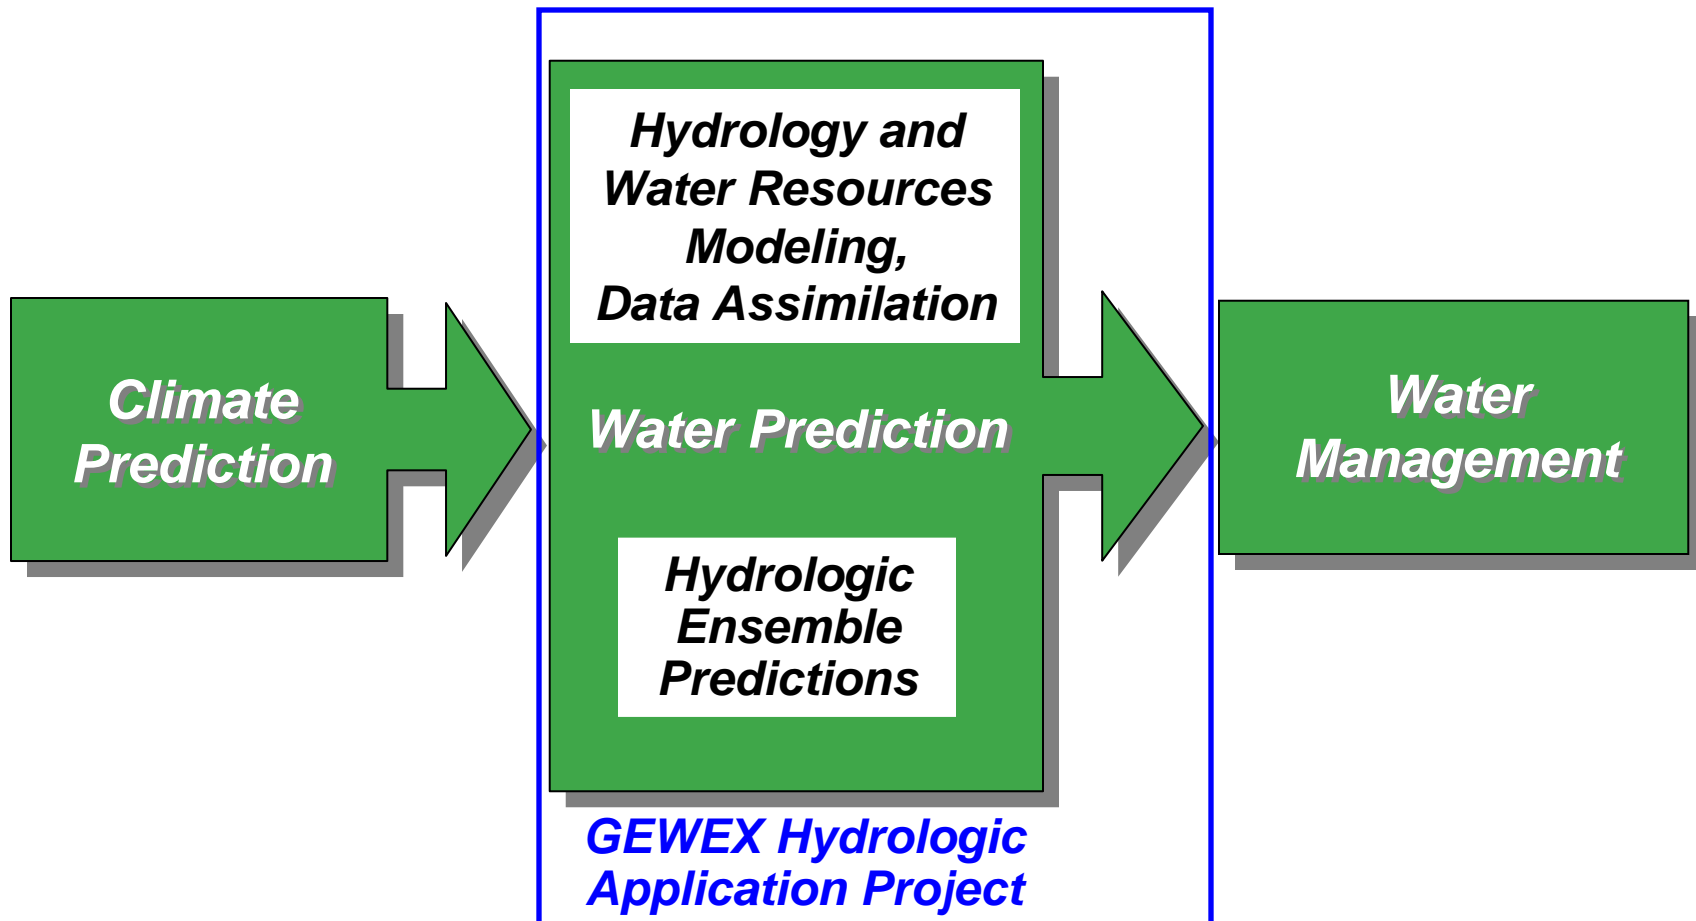 Climate
Prediction
Hydrology and
Water Resources
Modeling,
Data Assimilation
Water Prediction
Hydrologic
Ensemble
Predictions
GEWEX Hydrologic
Application Project
Water
Management